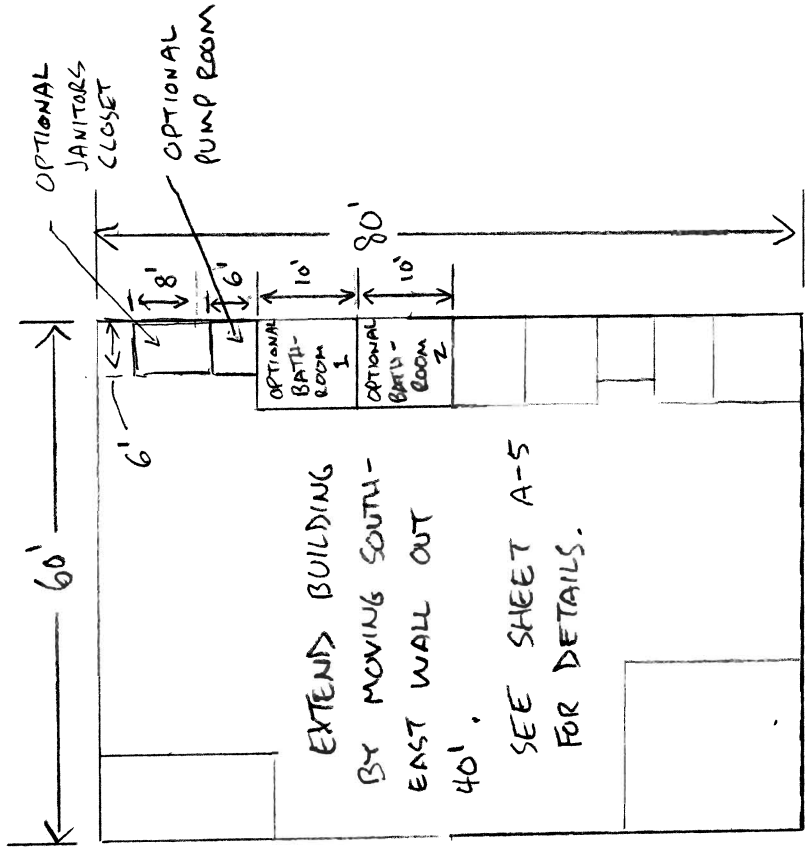 OPTIONAL
JANITORS
CLOSET
OPTIONAL
PUMP ROOM
80'
8'
6'
10'
10'
OPTIONAL
BATH-
ROOM
1
OPTIONAL
BATH-
ROOM
2
6'
60'
EXTEND BUILDING
BY MOVING SOUTH-
EAST WALL OUT
40'.
SEE SHEET A-5
FOR DETAILS.